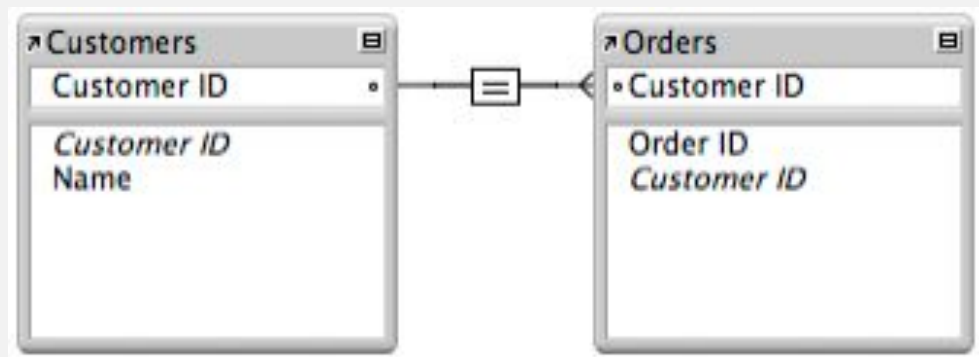 Customers
Customer ID
Customer ID
Name
Orders
Customer ID
Order ID
Customer ID